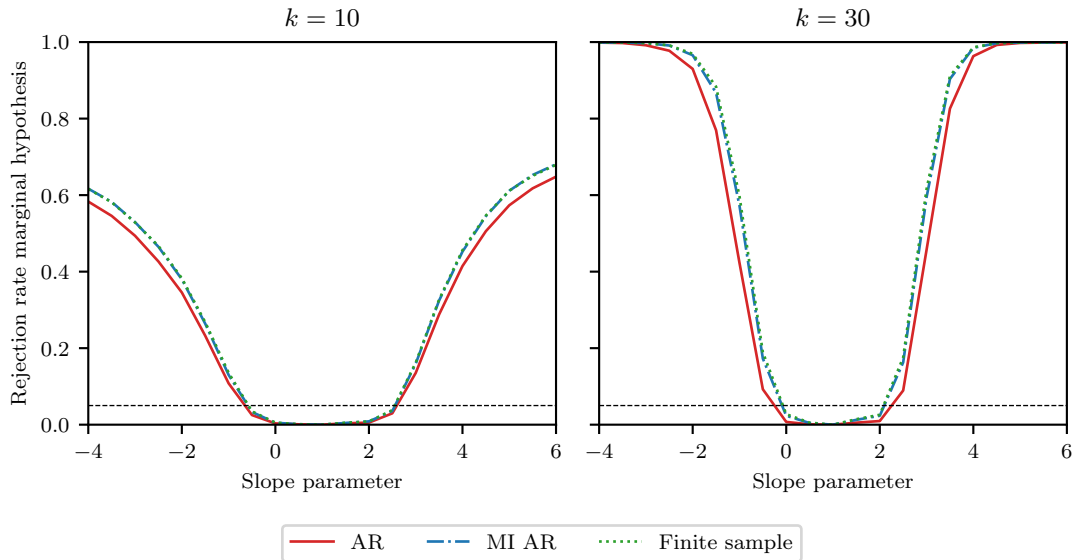 k = 10
k = 30
Rejection rate marginal hypothesis
1.0
0.8
0.6
0.4
0.2
0.0
−4 −2 0 2 4 6
−4 −2 0 2 4 6
Slope parameter
Slope parameter
AR MI AR Finite sample